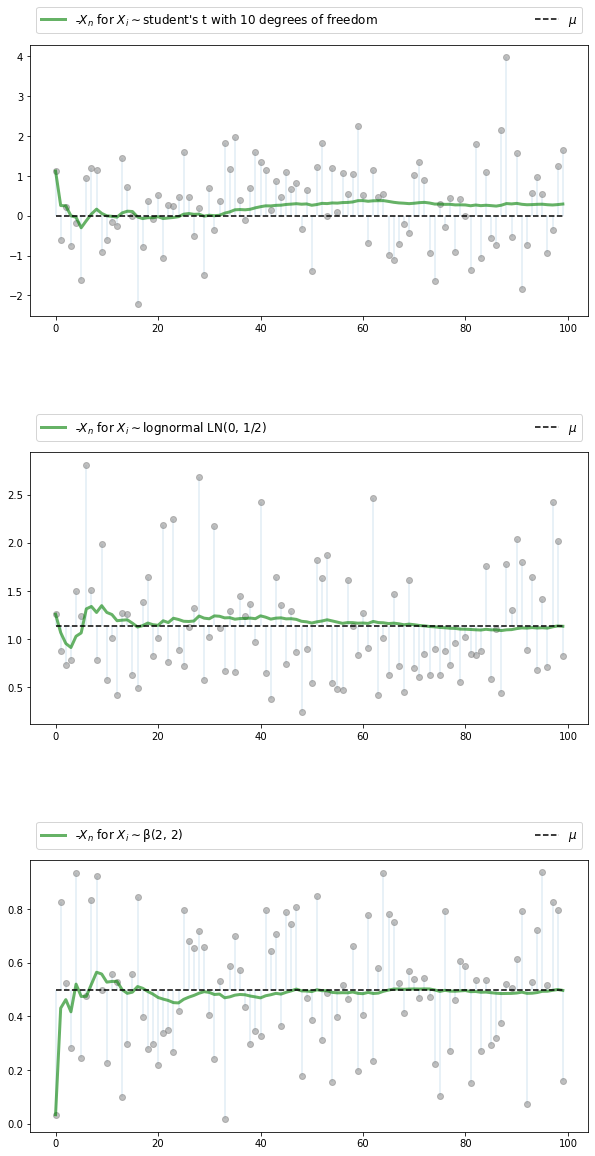 -Xₙ for Xᵢ ~ student's t with 10 degrees of freedom μ
4
3
2
1
0
−1
−2
0 20 40 60 80 100
-Xₙ for Xᵢ ~ lognormal LN(0, 1/2) μ
2.5
2.0
1.5
1.0
0.5
0 20 40 60 80 100
-Xₙ for Xᵢ ~ β(2, 2) μ
0.8
0.6
0.4
0.2
0.0
0 20 40 60 80 100